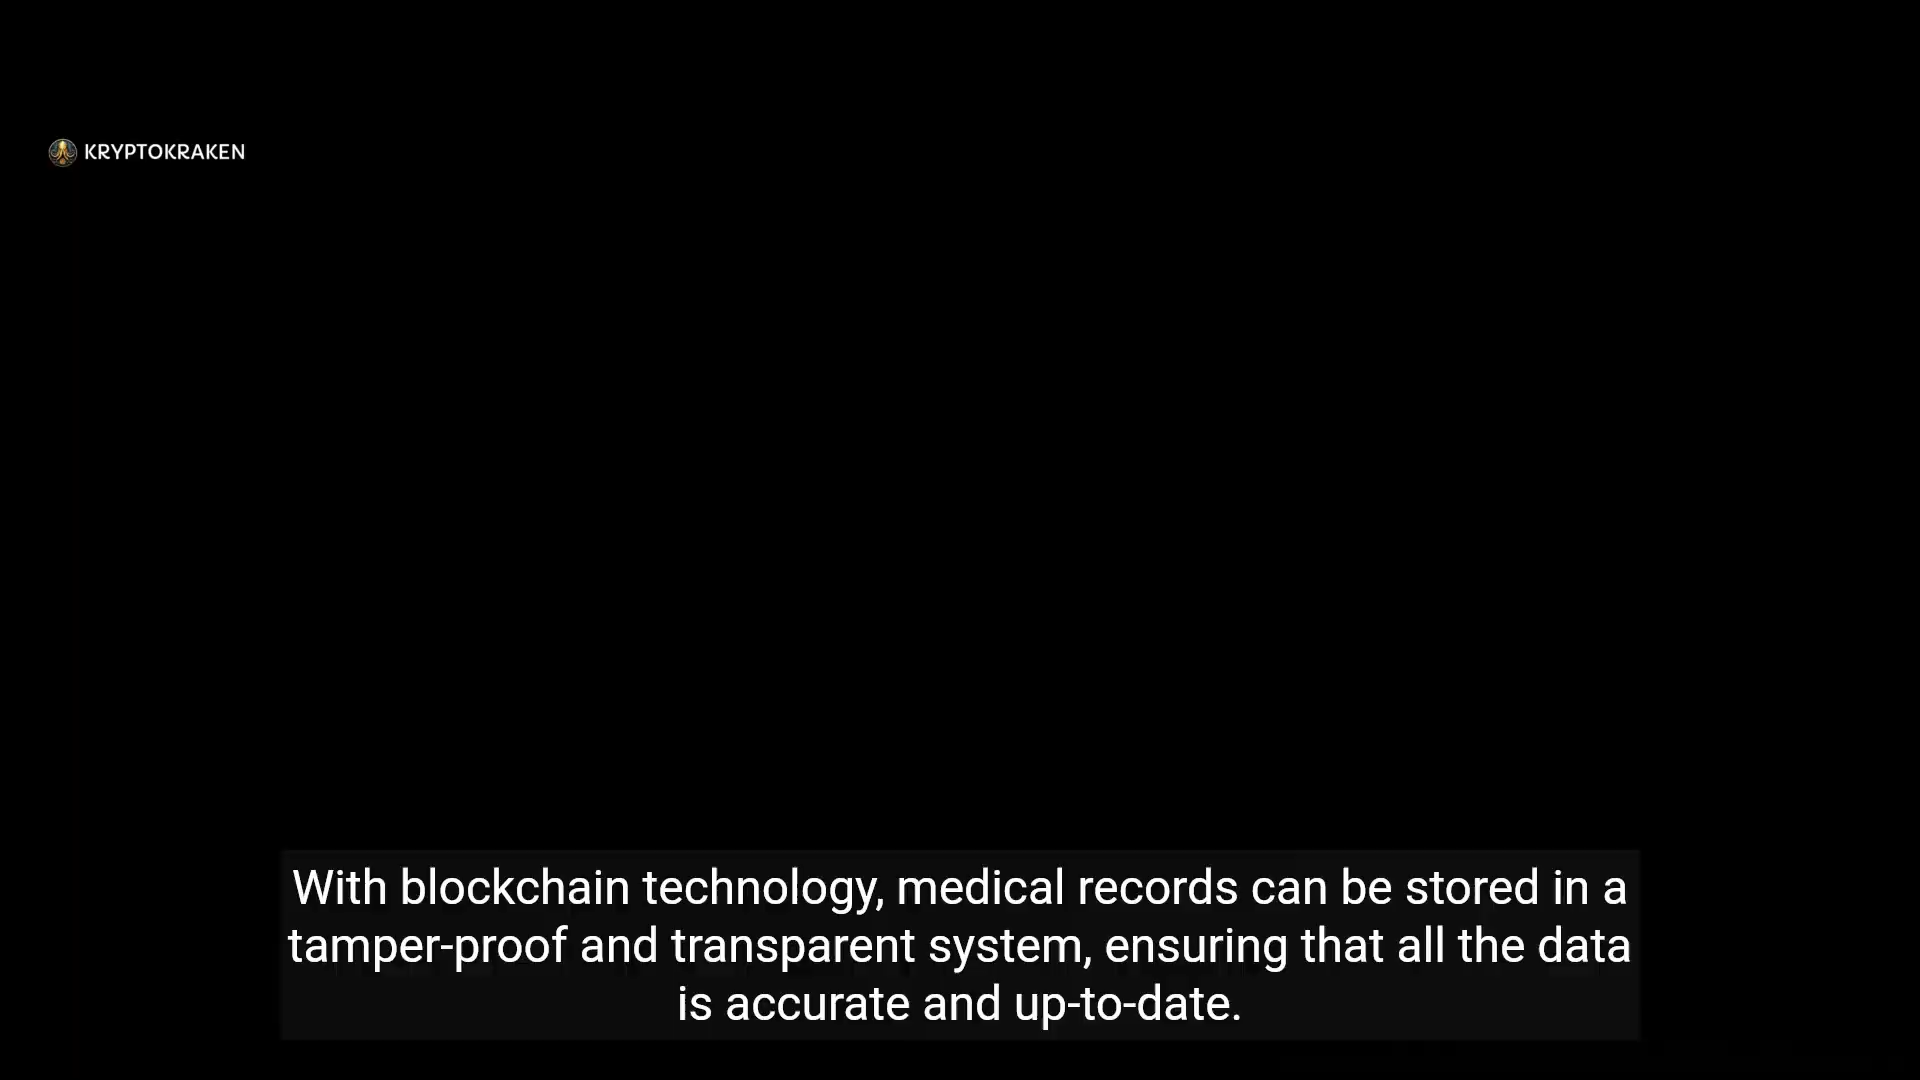 KRYPTOKRAKEN
With blockchain technology, medical records can be stored in a
tamper-proof and transparent system, ensuring that all the data
is accurate and up-to-date.